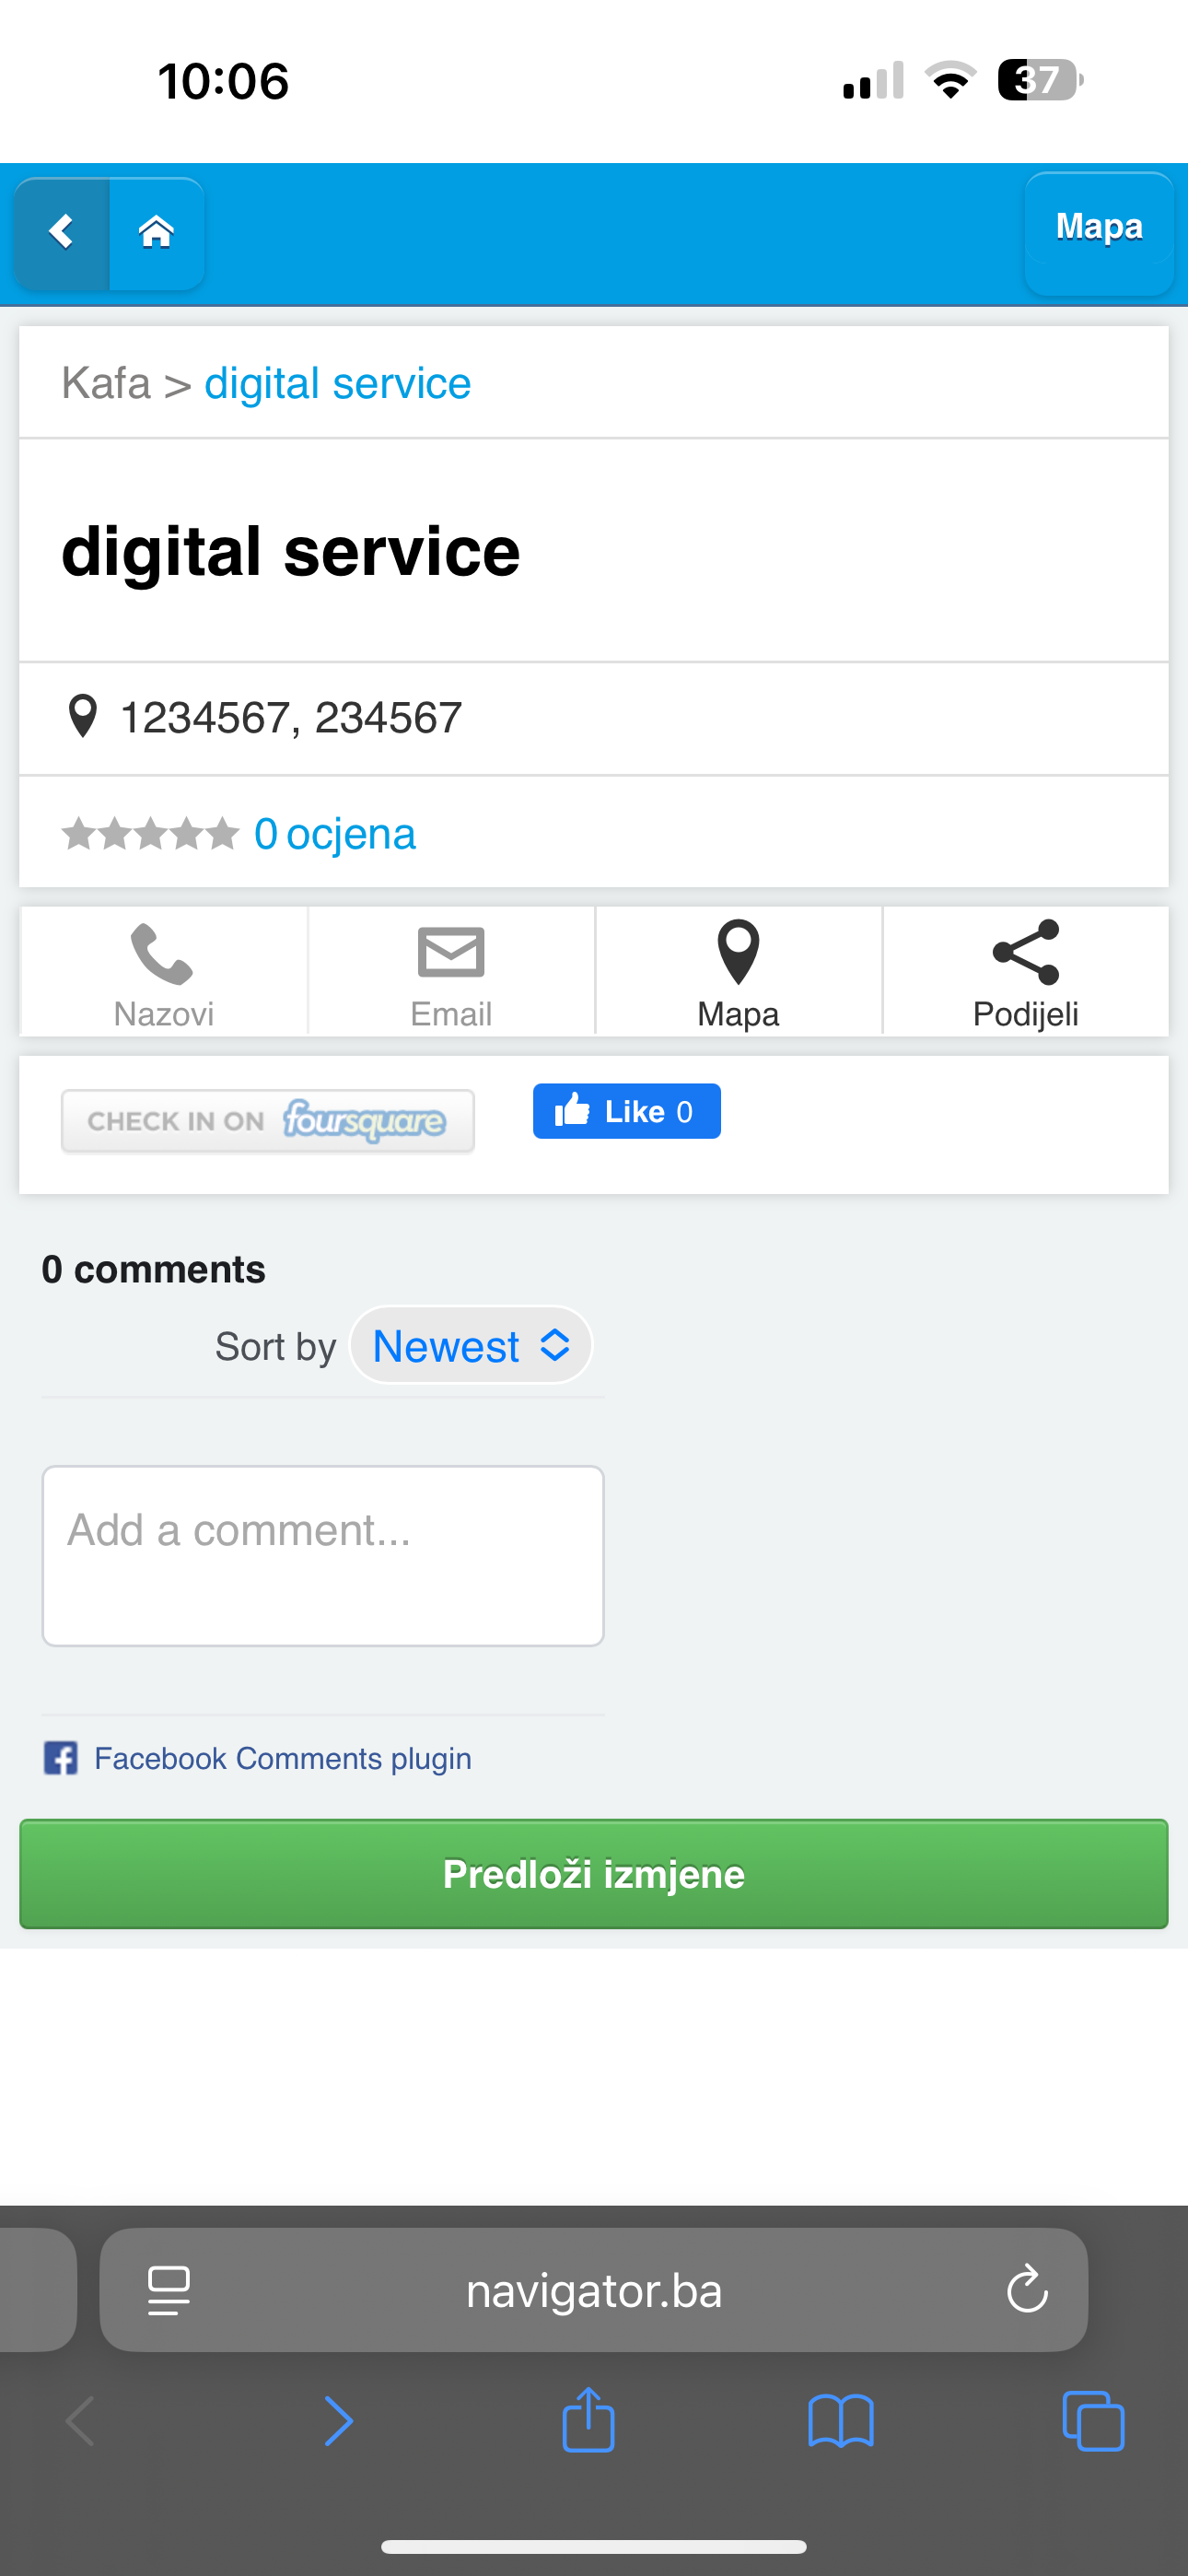 10:06
37
Mapa
Kafa > digital service
digital service
1234567, 234567
0 ocjena
Nazovi
Email
Mapa
Podijeli
CHECK IN ON foursquare
Like 0
0 comments
Sort by Newest
Add a comment...
Facebook Comments plugin
Predloži izmjene
navigator.ba